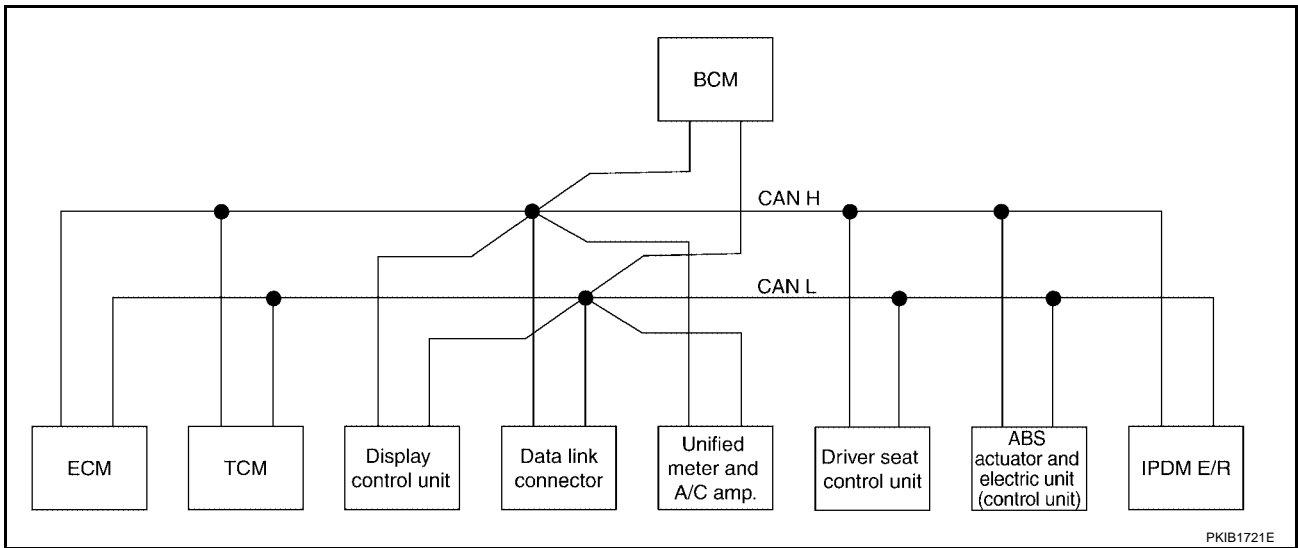 BCM
CAN H
CAN L
ECM
TCM
Display
control unit
Data link
connector
Unified
meter and
A/C amp.
Driver seat
control unit
ABS
actuator and
electric unit
(control unit)
IPDM E/R
PKIB1721E